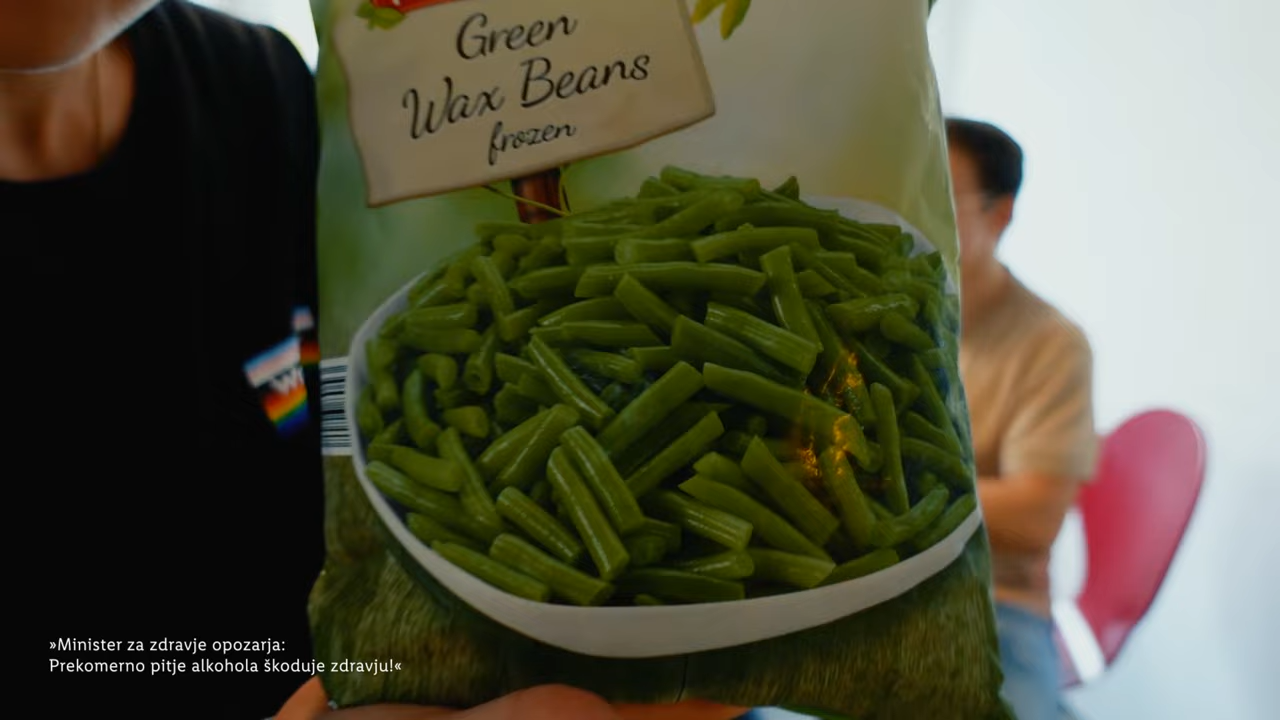 Green
Wax Beans
frozen
»Minister za zdravje opozarja:
Prekomerno pitje alkohola škoduje zdravju!«